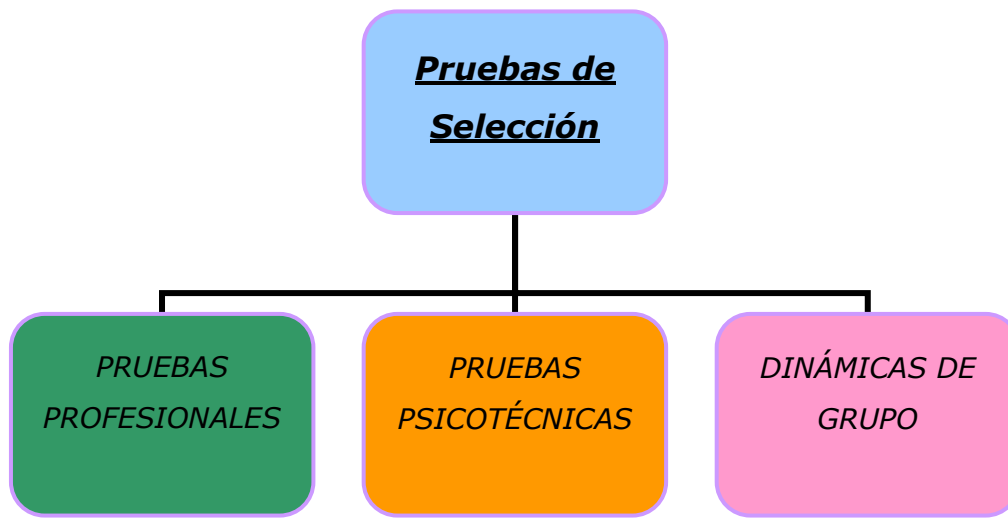 Pruebas de
Selección
PRUEBAS
PROFESIONALES
PRUEBAS
PSICOTÉCNICAS
DINÁMICAS DE
GRUPO